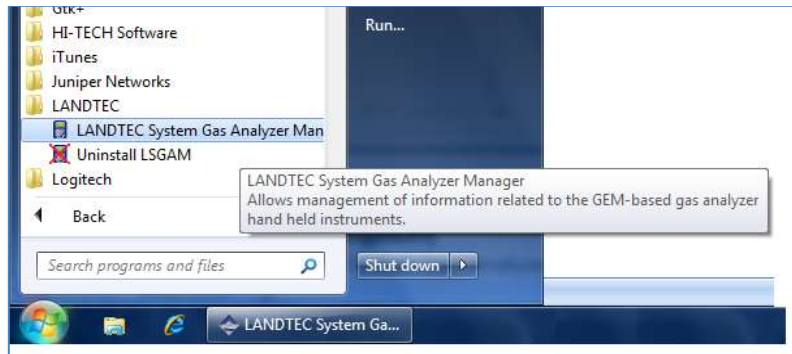 Gtk+
HI-TECH Software
iTunes
Juniper Networks
LANDTEC
LANDTEC System Gas Analyzer Man
Uninstall LSGAM
Logitech
Back
Search programs and files
Run...
LANDTEC System Gas Analyzer Manager
Allows management of information related to the GEM-based gas analyzer
hand held instruments.
Shut down
LANDTEC System Ga...